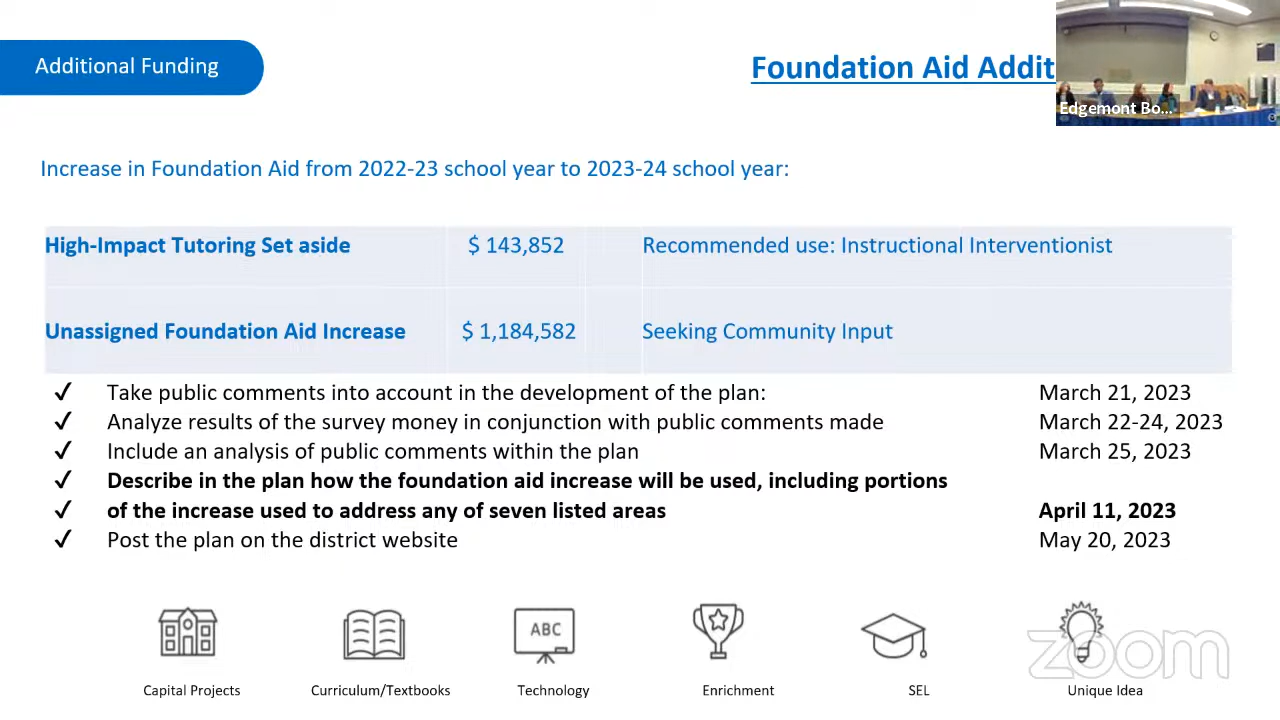 Additional Funding
Foundation Aid Addit
Edgemont Bo...
Increase in Foundation Aid from 2022-23 school year to 2023-24 school year:
High-Impact Tutoring Set aside $ 143,852 Recommended use: Instructional Interventionist
Unassigned Foundation Aid Increase $ 1,184,582 Seeking Community Input
✓ Take public comments into account in the development of the plan: March 21, 2023
✓ Analyze results of the survey money in conjunction with public comments made March 22-24, 2023
✓ Include an analysis of public comments within the plan March 25, 2023
✓ Describe in the plan how the foundation aid increase will be used, including portions
✓ of the increase used to address any of seven listed areas April 11, 2023
✓ Post the plan on the district website May 20, 2023
ABC
zoom
Capital Projects Curriculum/Textbooks Technology Enrichment SEL Unique Idea